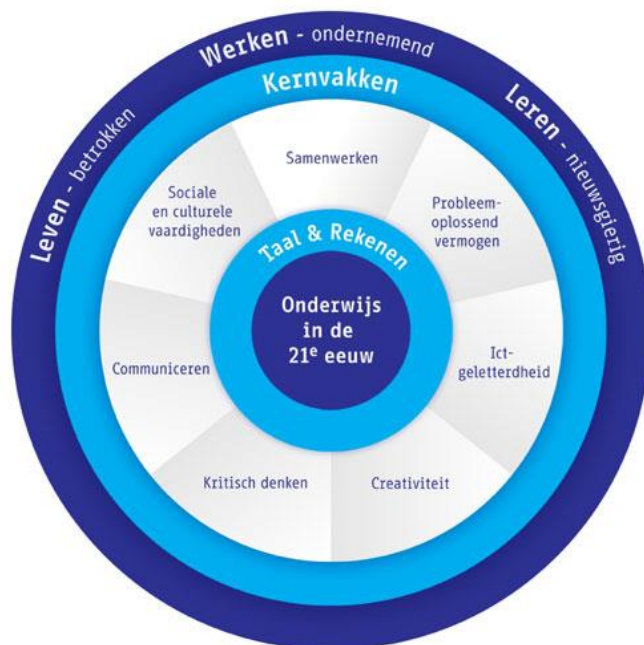 Werken - ondernemend
Leven - betrokken
Leren - nieuwsgierig
Kernvakken
Samenwerken
Probleem-
oplossend
vermogen
Ict-
geletterdheid
Creativiteit
Kritisch denken
Communiceren
Sociale
en culturele
vaardigheden
Taal & Rekenen
Onderwijs
in de
21e eeuw